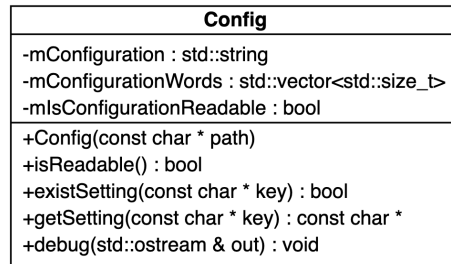 Config
-mConfiguration : std::string
-mConfigurationWords : std::vector<std::size_t>
-mIsConfigurationReadable : bool
+Config(const char * path)
+isReadable() : bool
+existSetting(const char * key) : bool
+getSetting(const char * key) : const char *
+debug(std::ostream & out) : void